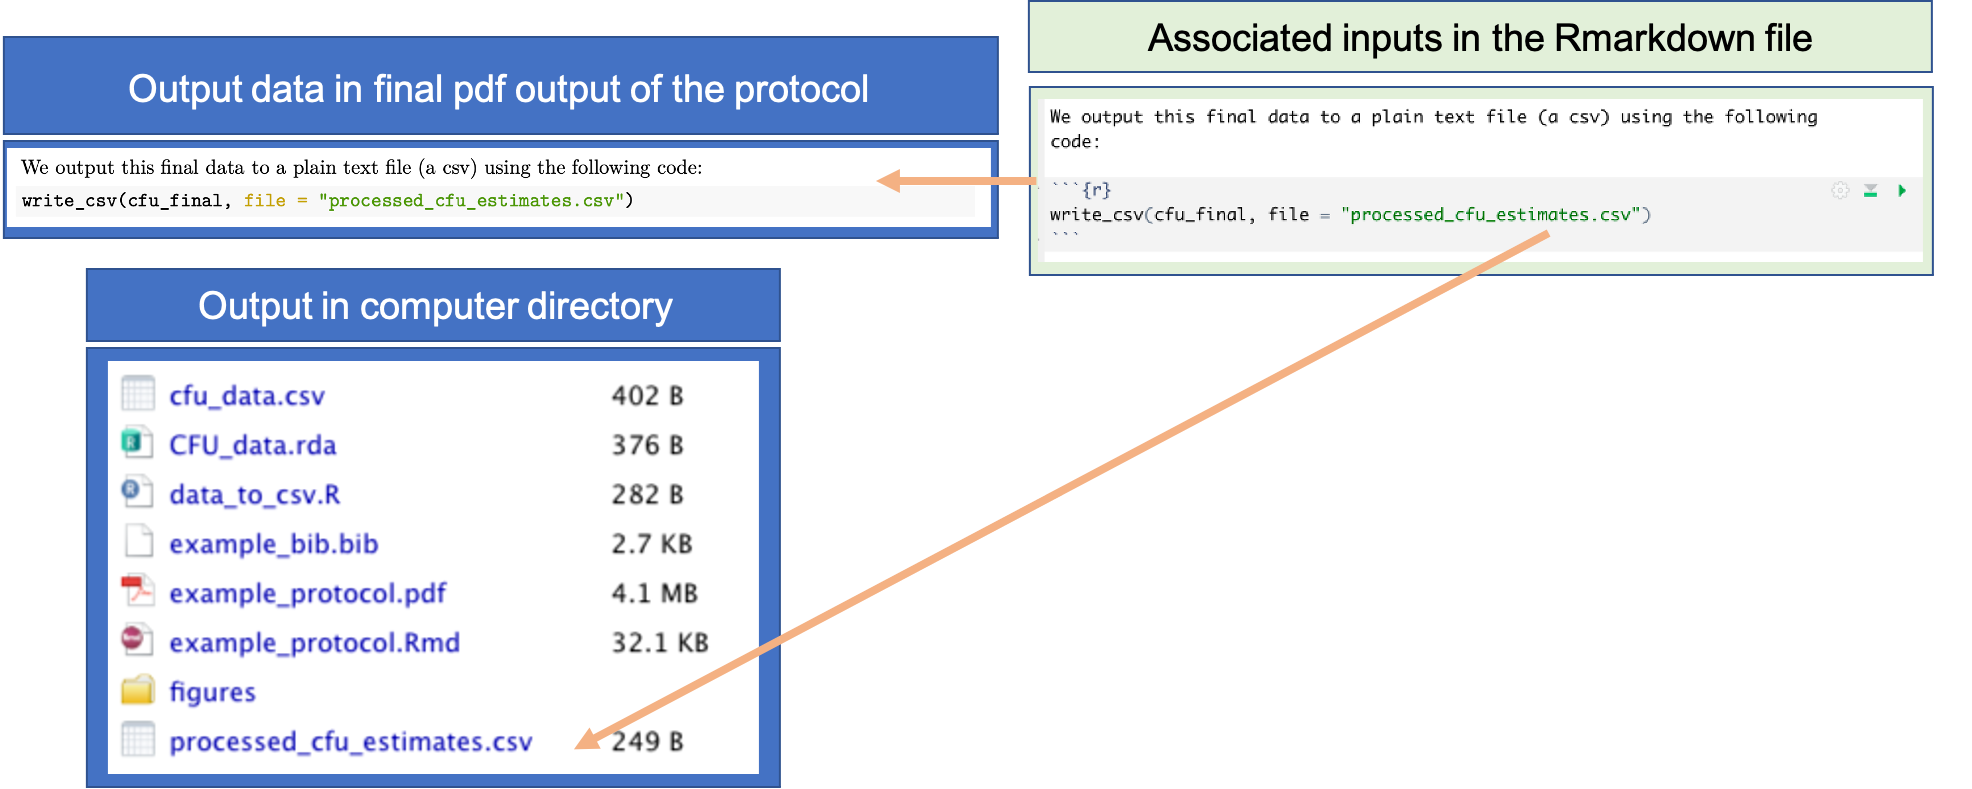 Associated inputs in the Rmarkdown file
Output data in final pdf output of the protocol
We output this final data to a plain text file (a csv) using the following
code:
```{r}
write_csv(cfu_final, file = "processed_cfu_estimates.csv")
```
We output this final data to a plain text file (a csv) using the following code:
write_csv(cfu_final, file = "processed_cfu_estimates.csv")
Output in computer directory
cfu_data.csv 402 B
CFU_data.rda 376 B
data_to_csv.R 282 B
example_bib.bib 2.7 KB
example_protocol.pdf 4.1 MB
example_protocol.Rmd 32.1 KB
figures
processed_cfu_estimates.csv 249 B